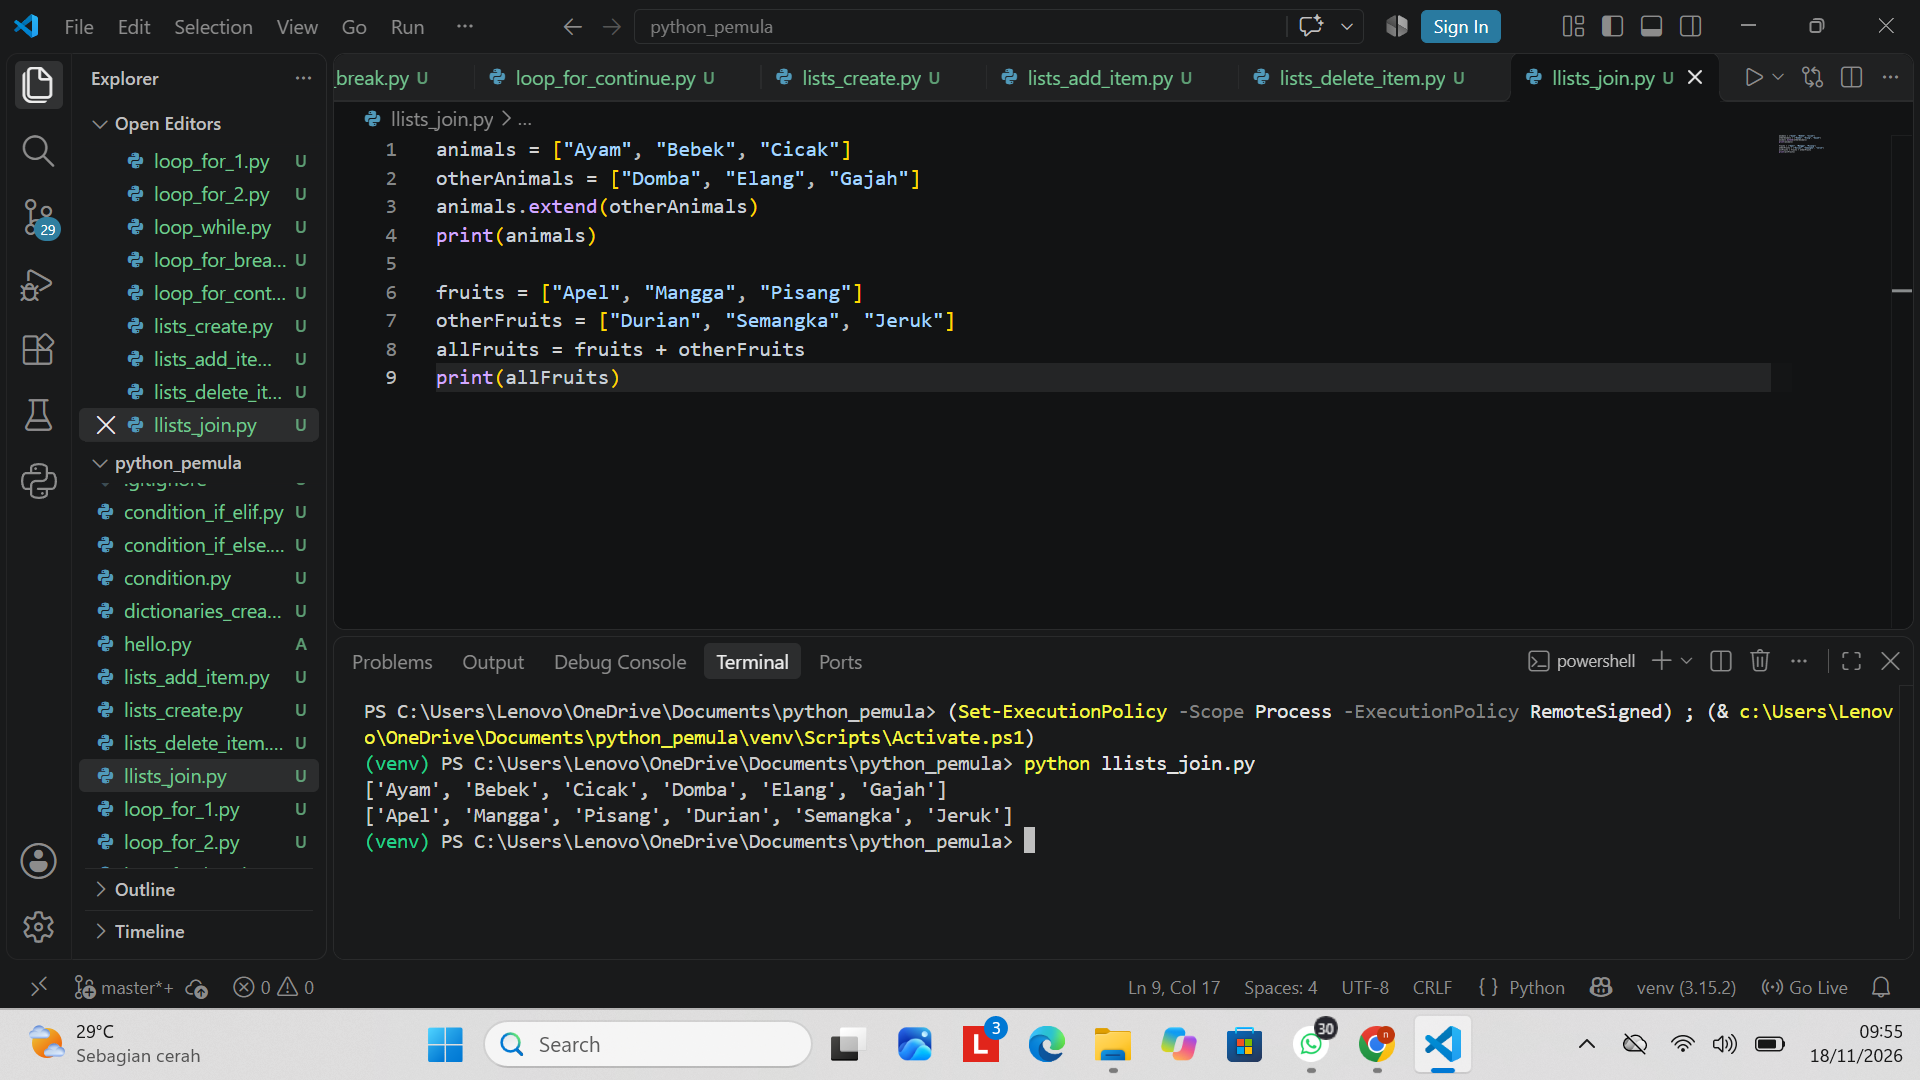 File Edit Selection View Go Run ···
python_pemula
Sign In
Explorer ···
Open Editors
loop_for_1.py U
loop_for_2.py U
loop_while.py U
loop_for_brea... U
loop_for_cont... U
lists_create.py U
lists_add_ite... U
lists_delete_it... U
llists_join.py U
python_pemula
.gitignore
condition_if_elif.py U
condition_if_else.... U
condition.py U
dictionaries_crea... U
hello.py A
lists_add_item.py U
lists_create.py U
lists_delete_item.... U
llists_join.py U
loop_for_1.py U
loop_for_2.py U
Outline
Timeline
29
_break.py U loop_for_continue.py U lists_create.py U lists_add_item.py U lists_delete_item.py U llists_join.py U
llists_join.py > ...
1 animals = ["Ayam", "Bebek", "Cicak"]
2 otherAnimals = ["Domba", "Elang", "Gajah"]
3 animals.extend(otherAnimals)
4 print(animals)
5
6 fruits = ["Apel", "Mangga", "Pisang"]
7 otherFruits = ["Durian", "Semangka", "Jeruk"]
8 allFruits = fruits + otherFruits
9 print(allFruits)
Problems Output Debug Console Terminal Ports
powershell
PS C:\Users\Lenovo\OneDrive\Documents\python_pemula> (Set-ExecutionPolicy -Scope Process -ExecutionPolicy RemoteSigned) ; (& c:\Users\Lenov
o\OneDrive\Documents\python_pemula\venv\Scripts\Activate.ps1)
(venv) PS C:\Users\Lenovo\OneDrive\Documents\python_pemula> python llists_join.py
['Ayam', 'Bebek', 'Cicak', 'Domba', 'Elang', 'Gajah']
['Apel', 'Mangga', 'Pisang', 'Durian', 'Semangka', 'Jeruk']
(venv) PS C:\Users\Lenovo\OneDrive\Documents\python_pemula>
master*+ 0 0
Ln 9, Col 17 Spaces: 4 UTF-8 CRLF { } Python venv (3.15.2) Go Live
29°C
Sebagian cerah
Search
L 3
30
n
09:55
18/11/2026